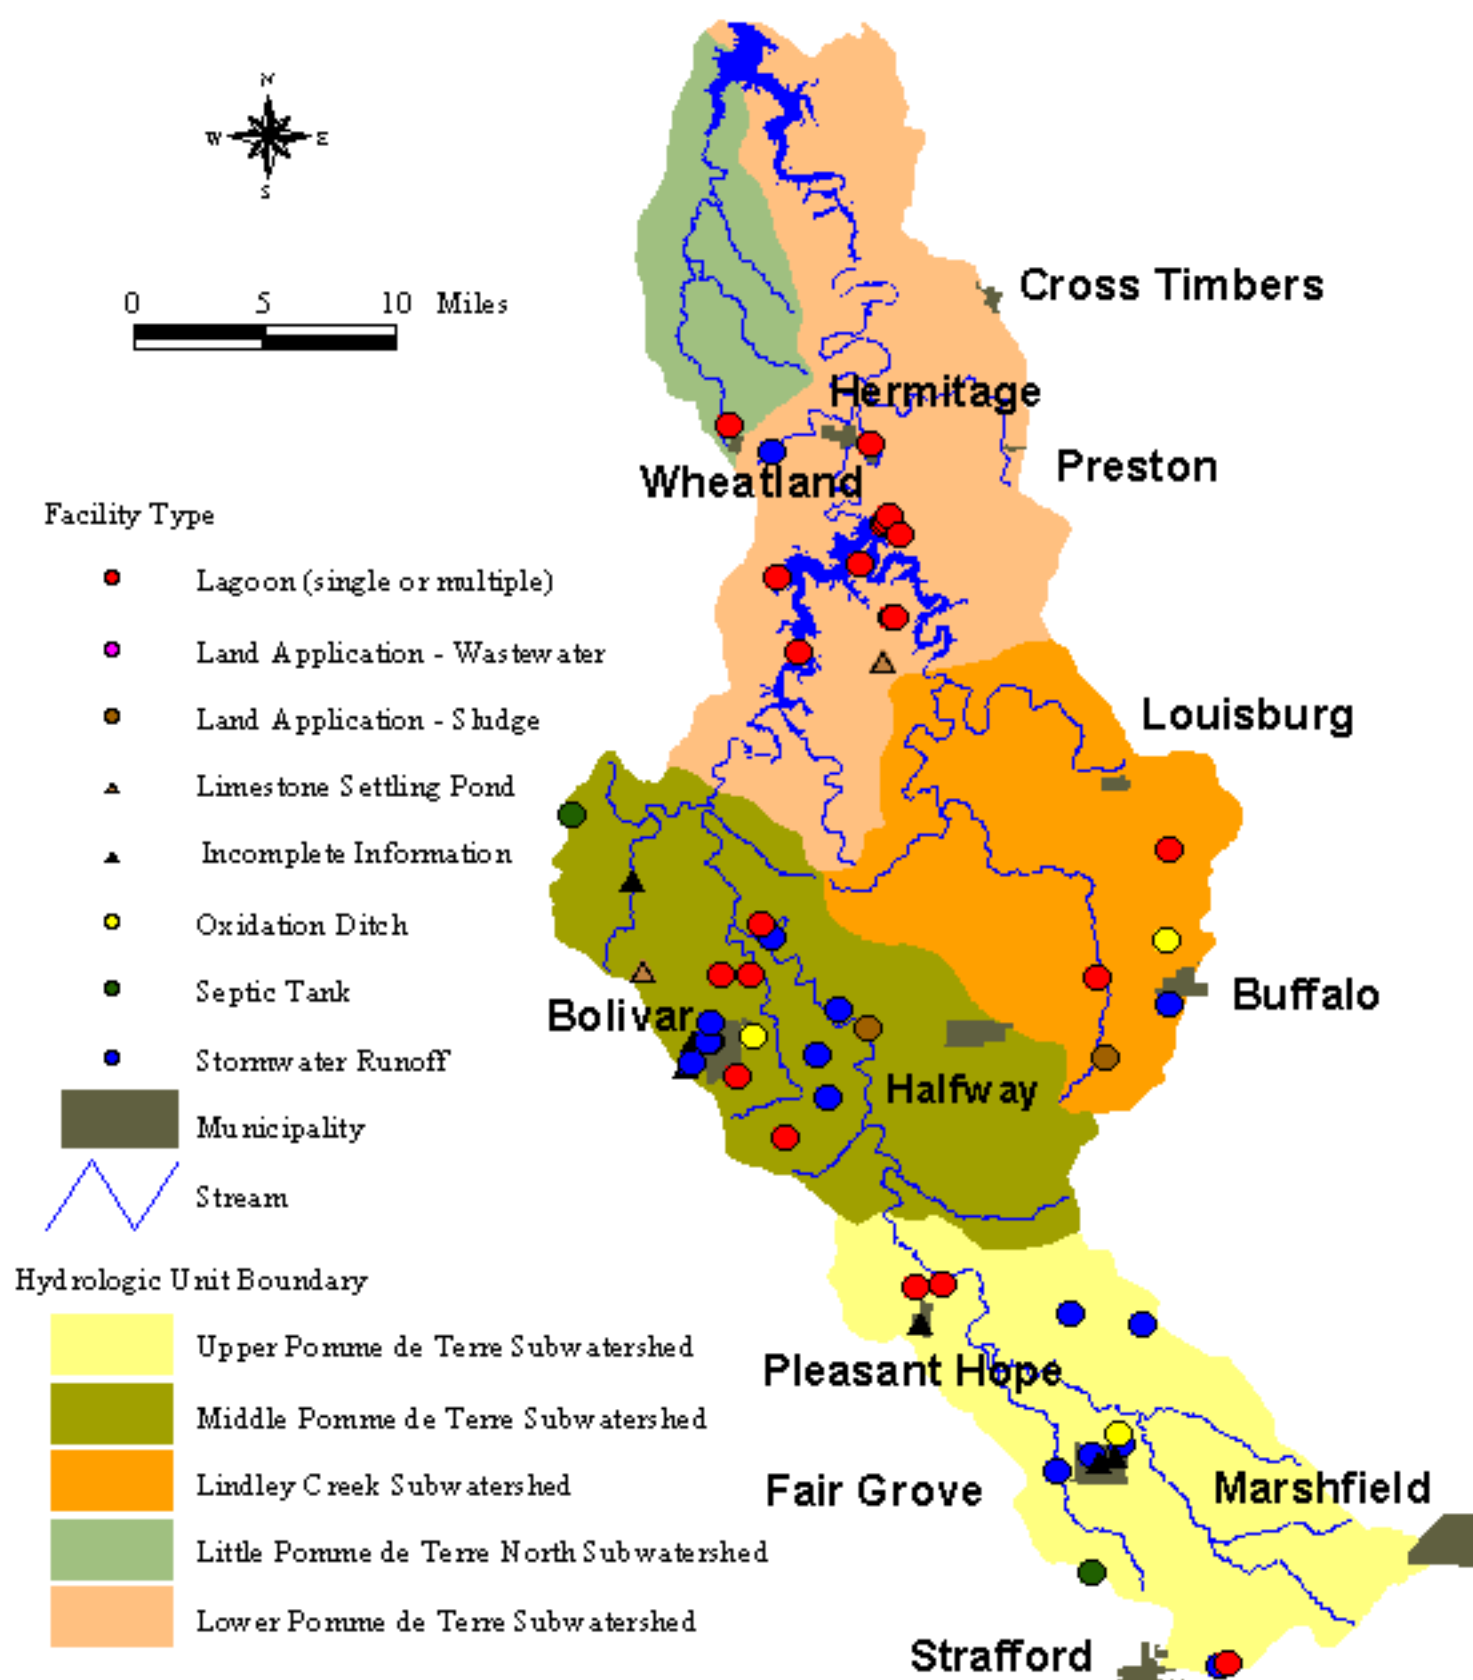 N
W E
S
0 5 10 Miles
Cross Timbers
Hermitage
Preston
Wheatland
Facility Type
Lagoon (single or multiple)
Land Application - Wastewater
Land Application - Sludge
Limestone Settling Pond
Incomplete Information
Oxidation Ditch
Septic Tank
Stormwater Runoff
Municipality
Stream
Louisburg
Buffalo
Bolivar
Halfway
Pleasant Hope
Fair Grove
Marshfield
Strafford
Hydrologic Unit Boundary
Upper Pomme de Terre Subwatershed
Middle Pomme de Terre Subwatershed
Lindley Creek Subwatershed
Little Pomme de Terre North Subwatershed
Lower Pomme de Terre Subwatershed